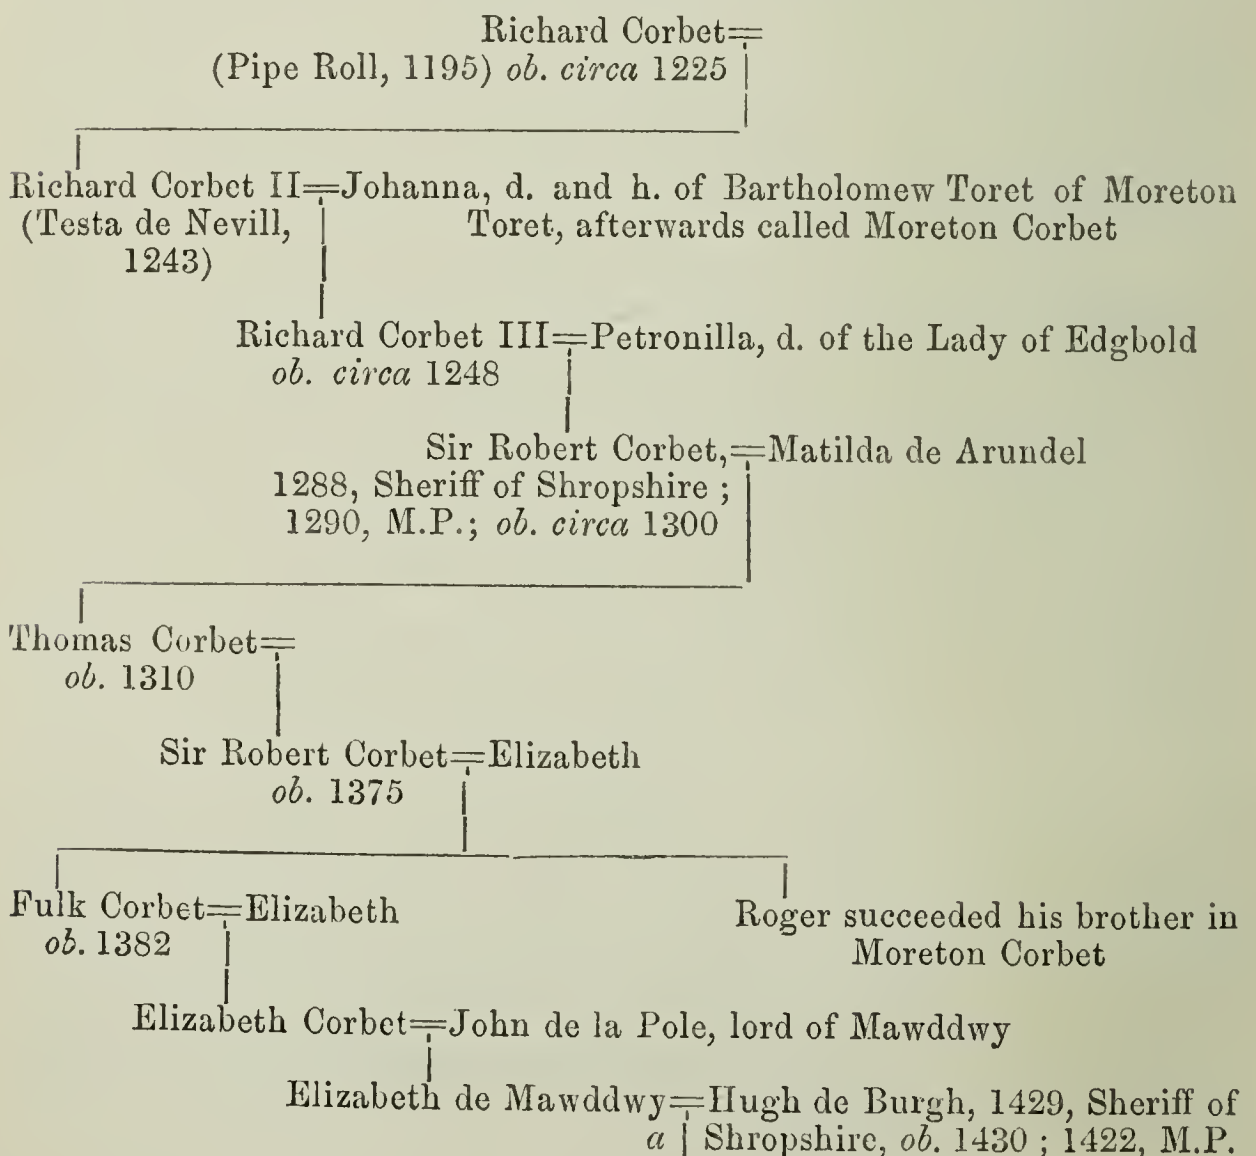 Richard Corbet=
(Pipe Roll, 1195) ob. circa 1225
Richard Corbet II=Johanna, d. and h. of Bartholomew Toret of Moreton
(Testa de Nevill, Toret, afterwards called Moreton Corbet
1243)
Richard Corbet III=Petronilla, d. of the Lady of Edgbold
ob. circa 1248
Sir Robert Corbet,=Matilda de Arundel
1288, Sheriff of Shropshire ;
1290, M.P.; ob. circa 1300
Thomas Corbet=
ob. 1310
Sir Robert Corbet=Elizabeth
ob. 1375
Fulk Corbet=Elizabeth
ob. 1382
Roger succeeded his brother in
Moreton Corbet
Elizabeth Corbet=John de la Pole, lord of Mawddwy
Elizabeth de Mawddwy=Hugh de Burgh, 1429, Sheriff of
a Shropshire, ob. 1430 ; 1422, M.P.